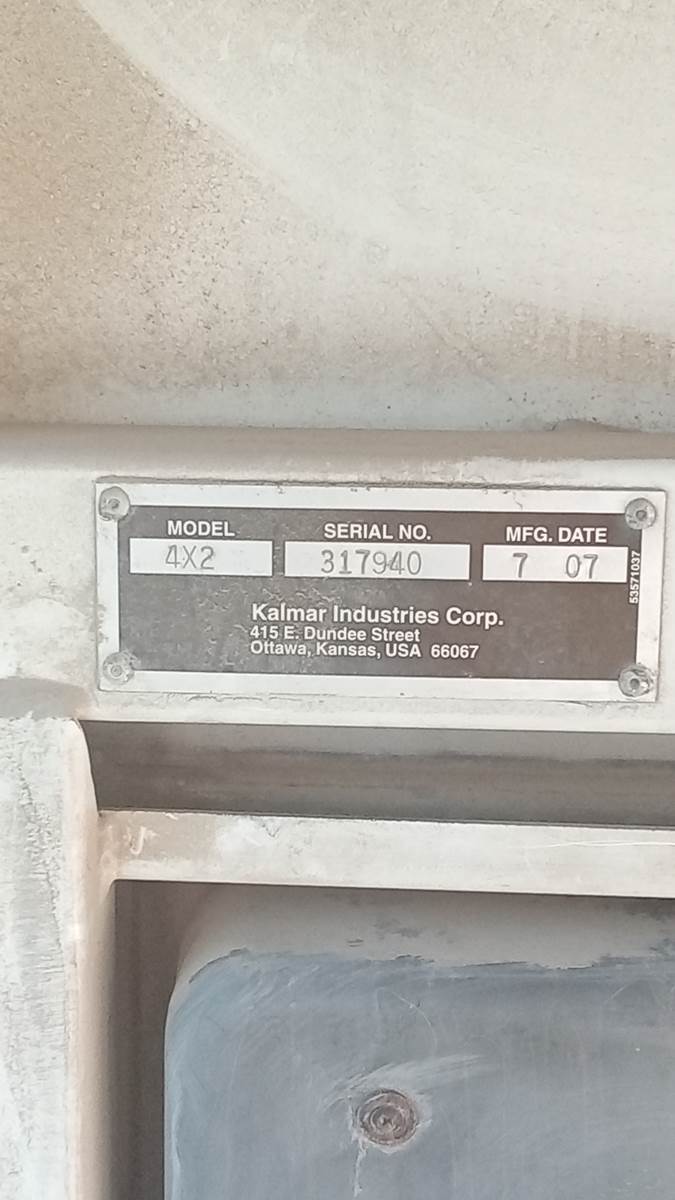 MODEL SERIAL NO. MFG. DATE
4X2 317940 7 07
53571037
Kalmar Industries Corp.
415 E. Dundee Street
Ottawa, Kansas, USA 66067